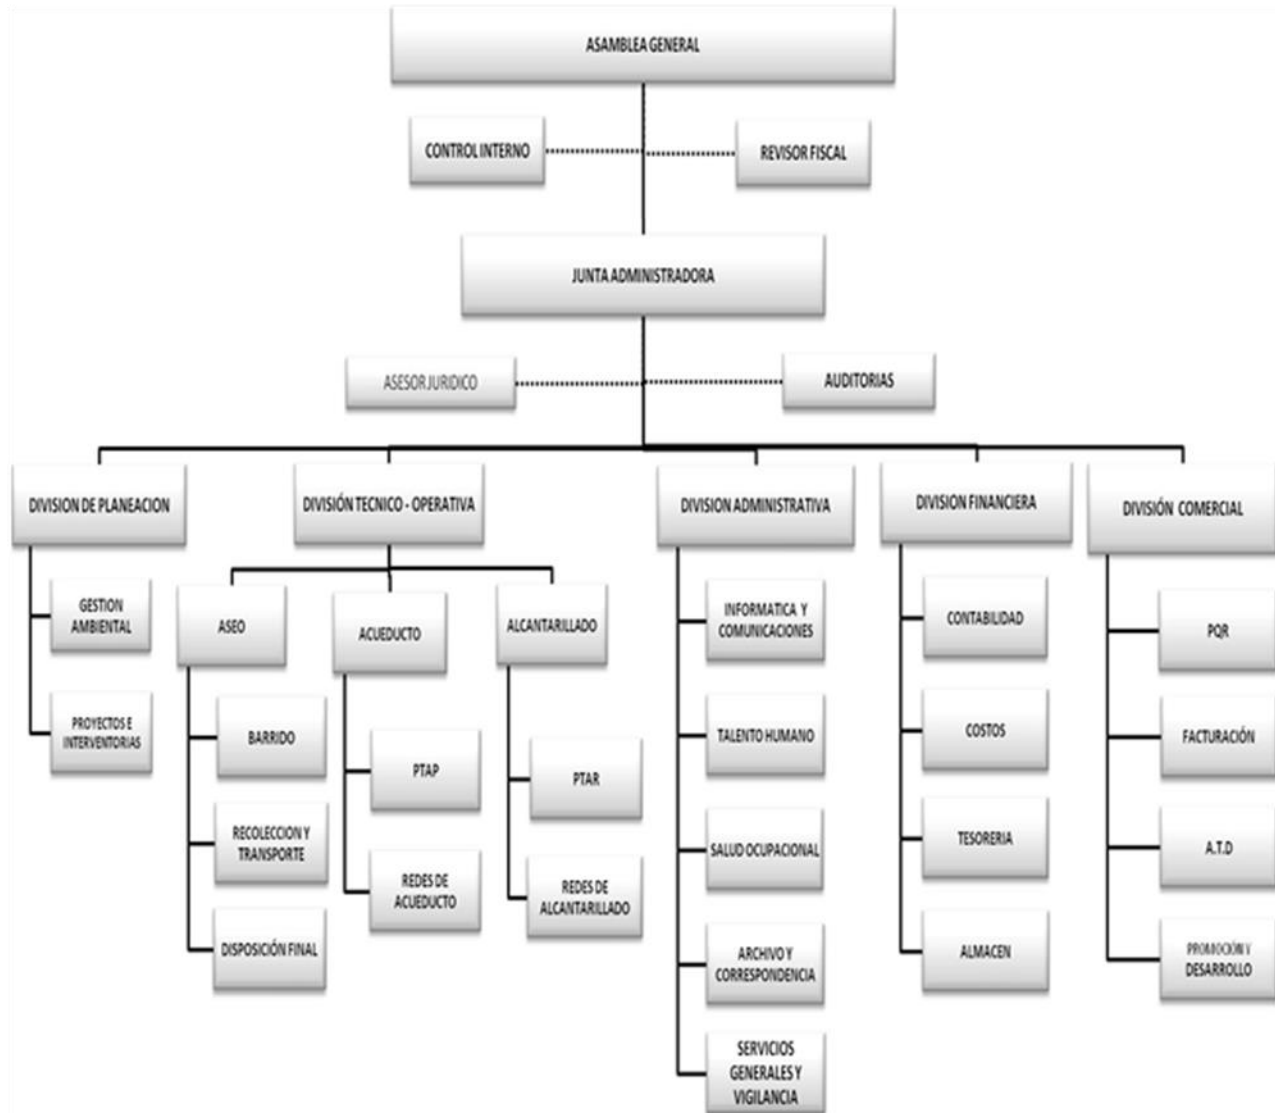 ASAMBLEA GENERAL
CONTROL INTERNO
REVISOR FISCAL
JUNTA ADMINISTRADORA
ASESOR JURIDICO
AUDITORIAS
DIVISION DE PLANEACION
DIVISIÓN TECNICO - OPERATIVA
DIVISION ADMINISTRATIVA
DIVISION FINANCIERA
DIVISIÓN COMERCIAL
GESTION
AMBIENTAL
PROYECTOS E
INTERVENTORIAS
ASEO
BARRIDO
RECOLECCION Y
TRANSPORTE
DISPOSICIÓN FINAL
ACUEDUCTO
PTAP
REDES DE
ACUEDUCTO
ALCANTARILLADO
PTAR
REDES DE
ALCANTARILLADO
INFORMATICA Y
COMUNICACIONES
TALENTO HUMANO
SALUD OCUPACIONAL
ARCHIVO Y
CORRESPONDENCIA
SERVICIOS
GENERALES Y
VIGILANCIA
CONTABILIDAD
COSTOS
TESORERIA
ALMACEN
PQR
FACTURACIÓN
A.T.D
PROMOCIÓN Y
DESARROLLO